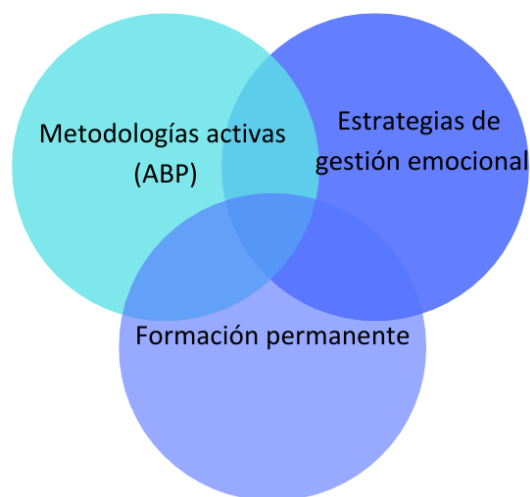 Metodologías activas
(ABP)
Estrategias de
gestión emocional
Formación permanente